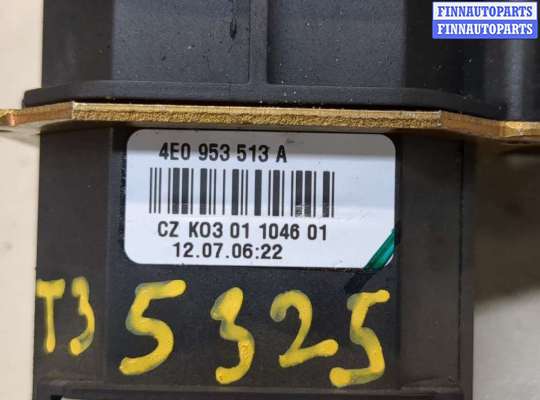 FINNAUTOPARTS
FINNAUTOPARTS
4E0 953 513 A
CZ K03 01 1046 01
12.07.06:22
T3 5325